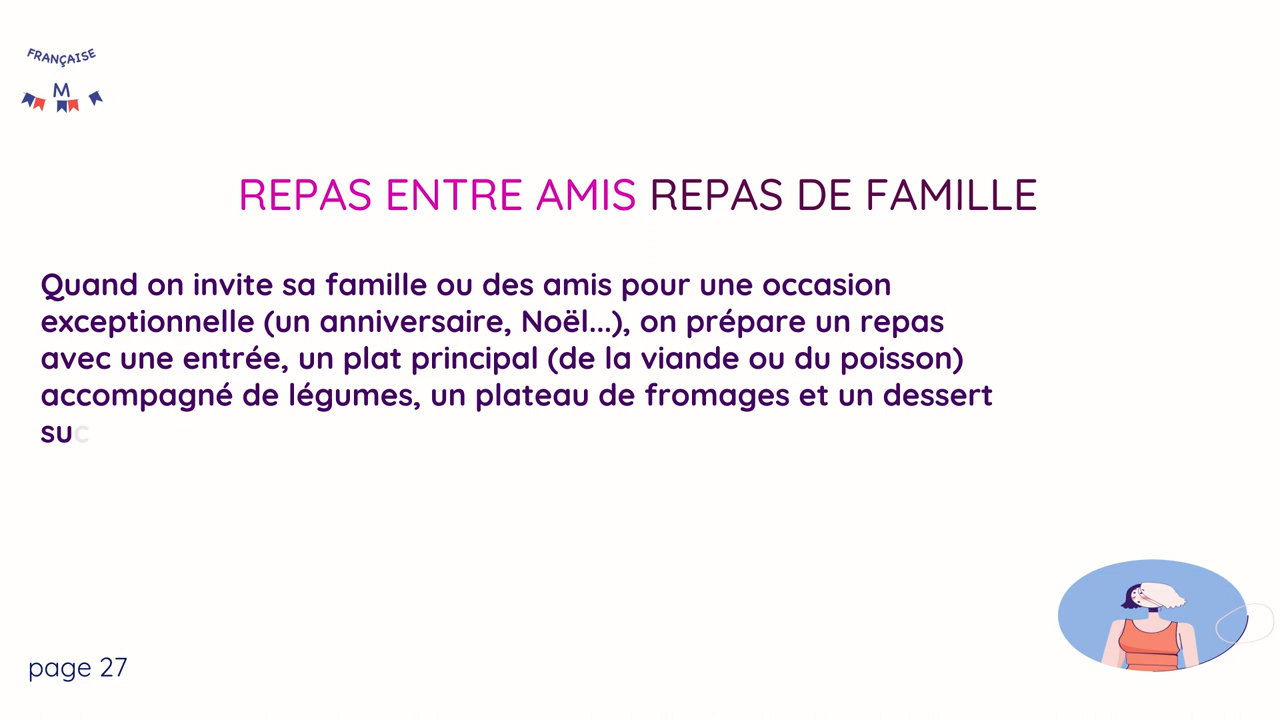 FRANÇAISE
M
REPAS ENTRE AMIS REPAS DE FAMILLE
Quand on invite sa famille ou des amis pour une occasion
exceptionnelle (un anniversaire, Noël...), on prépare un repas
avec une entrée, un plat principal (de la viande ou du poisson)
accompagné de légumes, un plateau de fromages et un dessert
suc
page 27